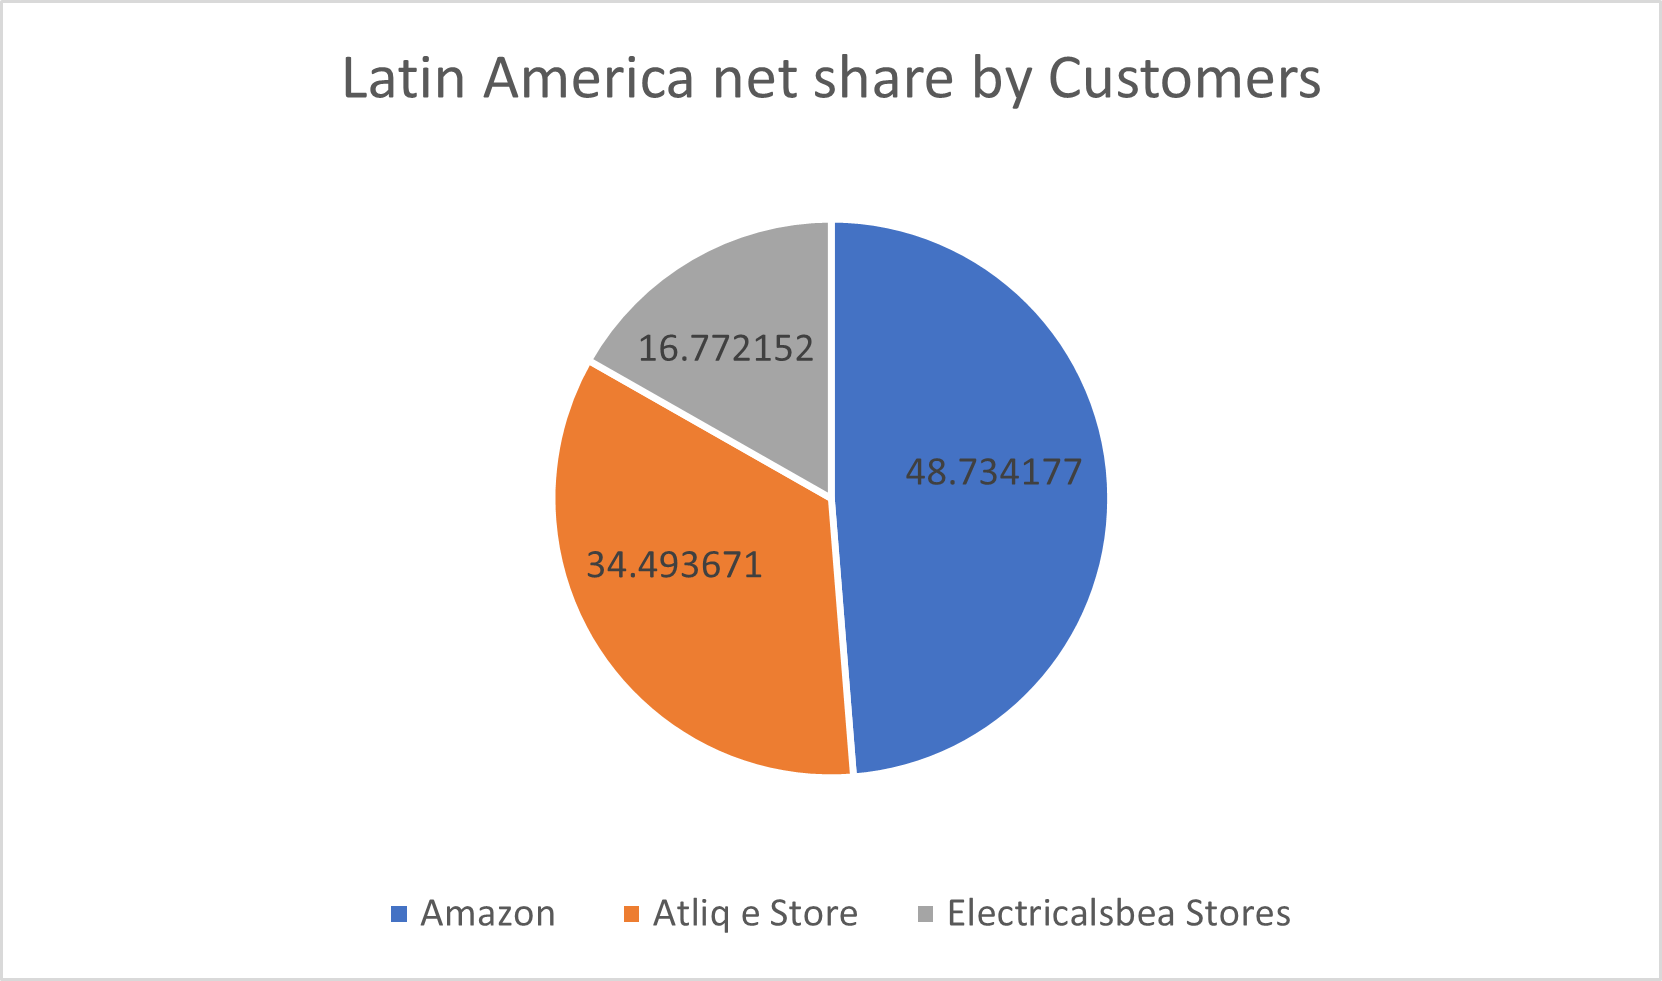 Latin America net share by Customers
16.772152
48.734177
34.493671
Amazon Atliq e Store Electricalsbea Stores